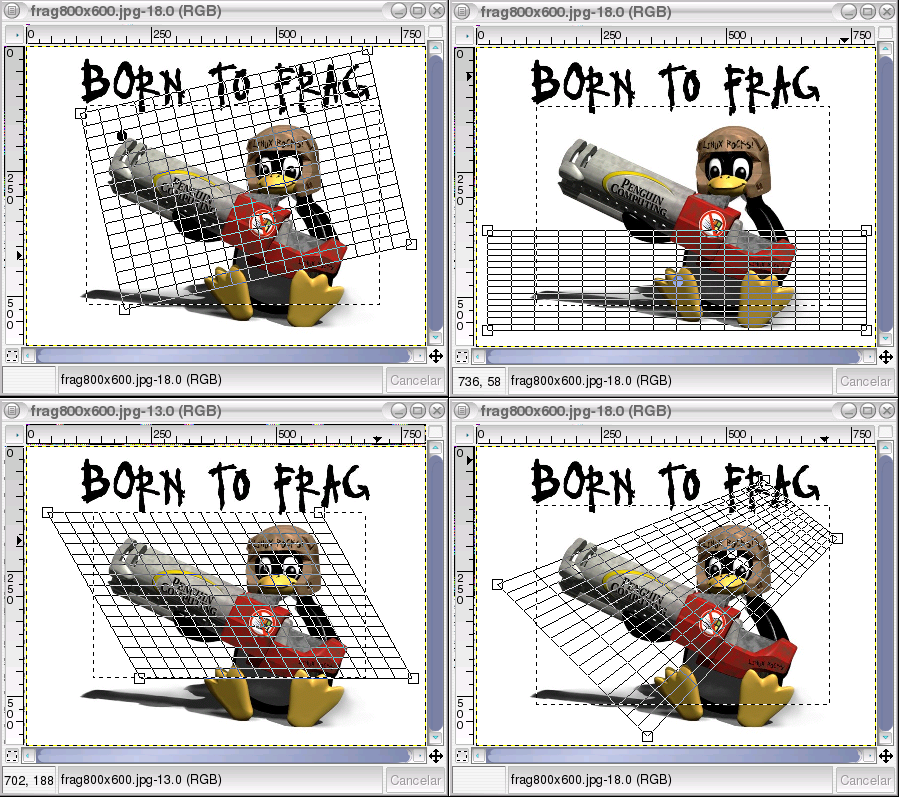 frag800x600.jpg-18.0 (RGB)
0 250 500 750
0
250
500
BORN TO FRAG
LINUX ROCKS!
PENGUIN
COMPUTING
frag800x600.jpg-18.0 (RGB)
Cancelar
frag800x600.jpg-18.0 (RGB)
0 250 500 750
0
250
500
BORN TO FRAG
LINUX ROCKS!
PENGUIN
COMPUTING
736, 58
frag800x600.jpg-18.0 (RGB)
Cancelar
frag800x600.jpg-13.0 (RGB)
0 250 500 750
0
250
500
BORN TO FRAG
LINUX ROCKS!
PENGUIN
COMPUTING
702, 188
frag800x600.jpg-13.0 (RGB)
Cancelar
frag800x600.jpg-18.0 (RGB)
0 250 500 750
0
250
500
BORN TO FRAG
LINUX ROCKS!
PENGUIN
COMPUTING
LINUX ROCKS!
frag800x600.jpg-18.0 (RGB)
Cancelar